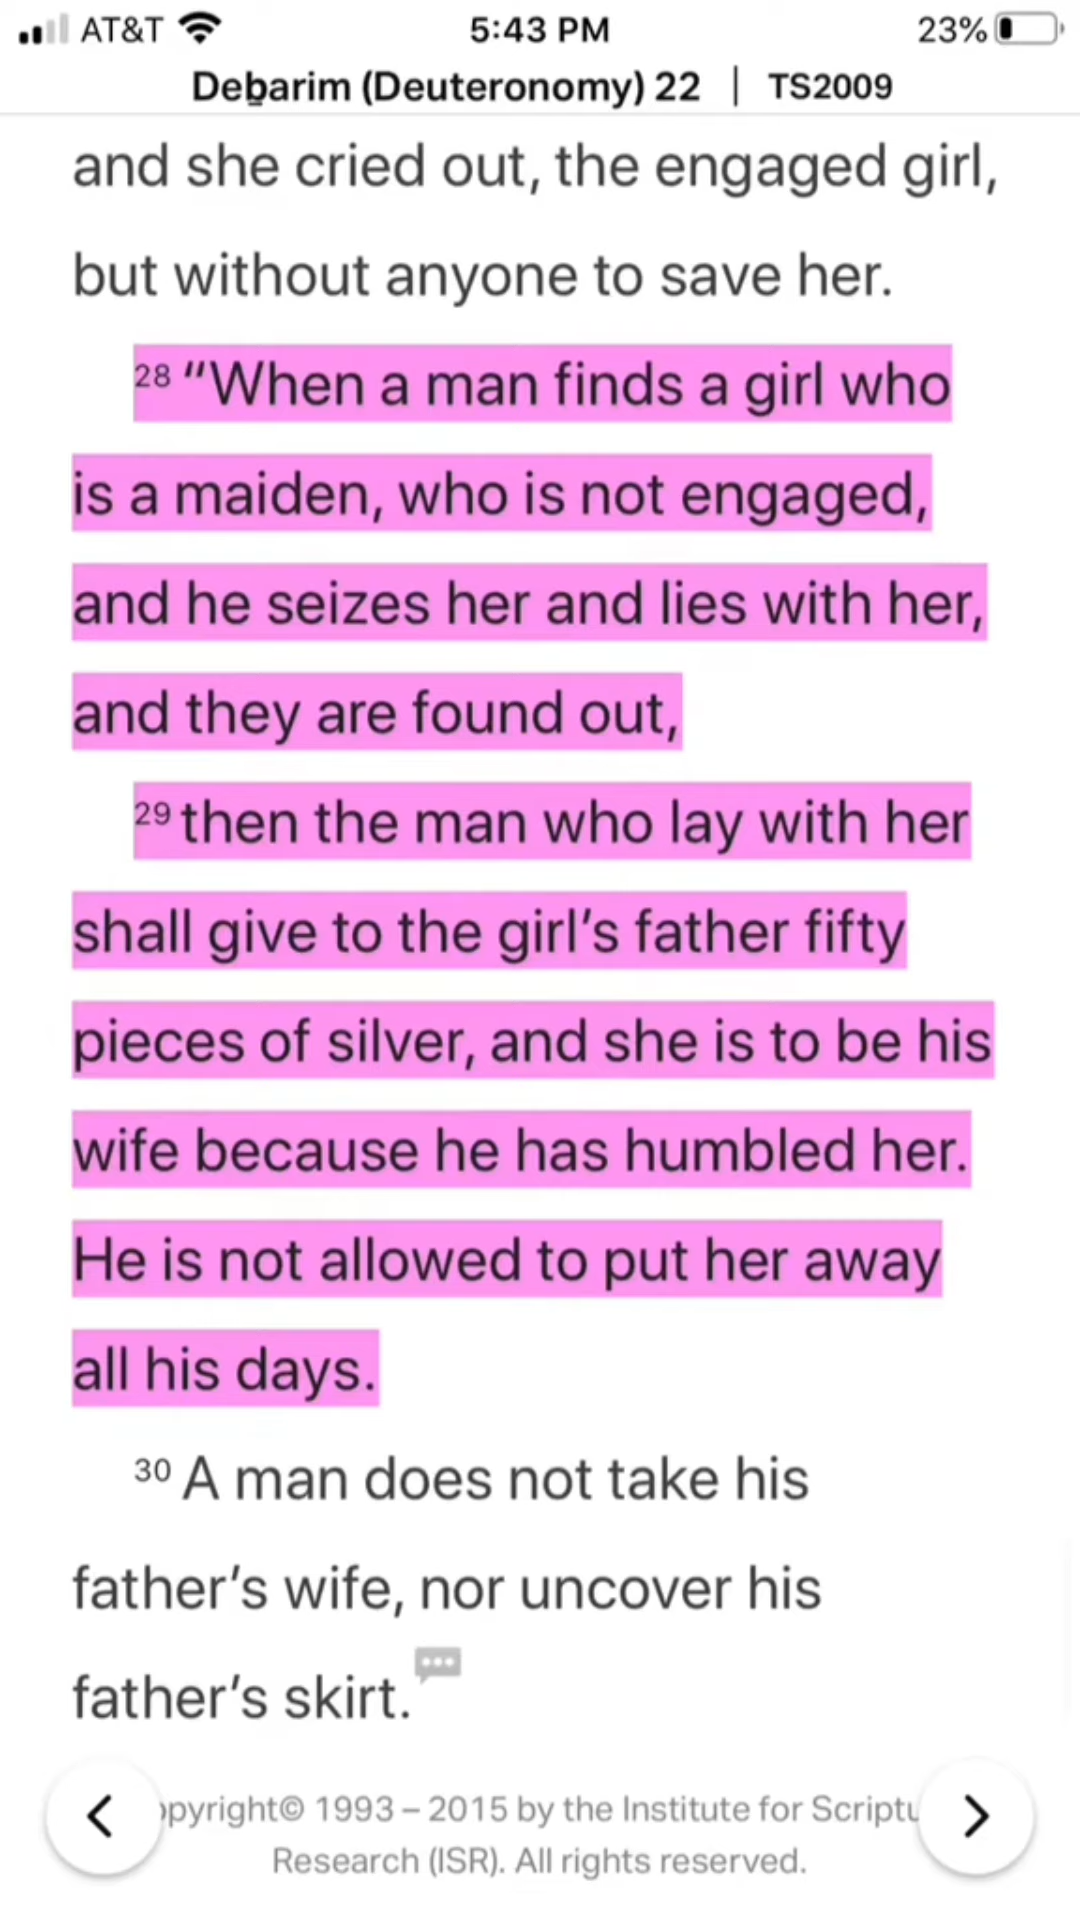 AT&T 5:43 PM 23%
Deḇarim (Deuteronomy) 22 | TS2009
and she cried out, the engaged girl,
but without anyone to save her.
28 “When a man finds a girl who
is a maiden, who is not engaged,
and he seizes her and lies with her,
and they are found out,
29 then the man who lay with her
shall give to the girl’s father fifty
pieces of silver, and she is to be his
wife because he has humbled her.
He is not allowed to put her away
all his days.
30 A man does not take his
father’s wife, nor uncover his
father’s skirt.
opyright© 1993 – 2015 by the Institute for Scriptu
Research (ISR). All rights reserved.